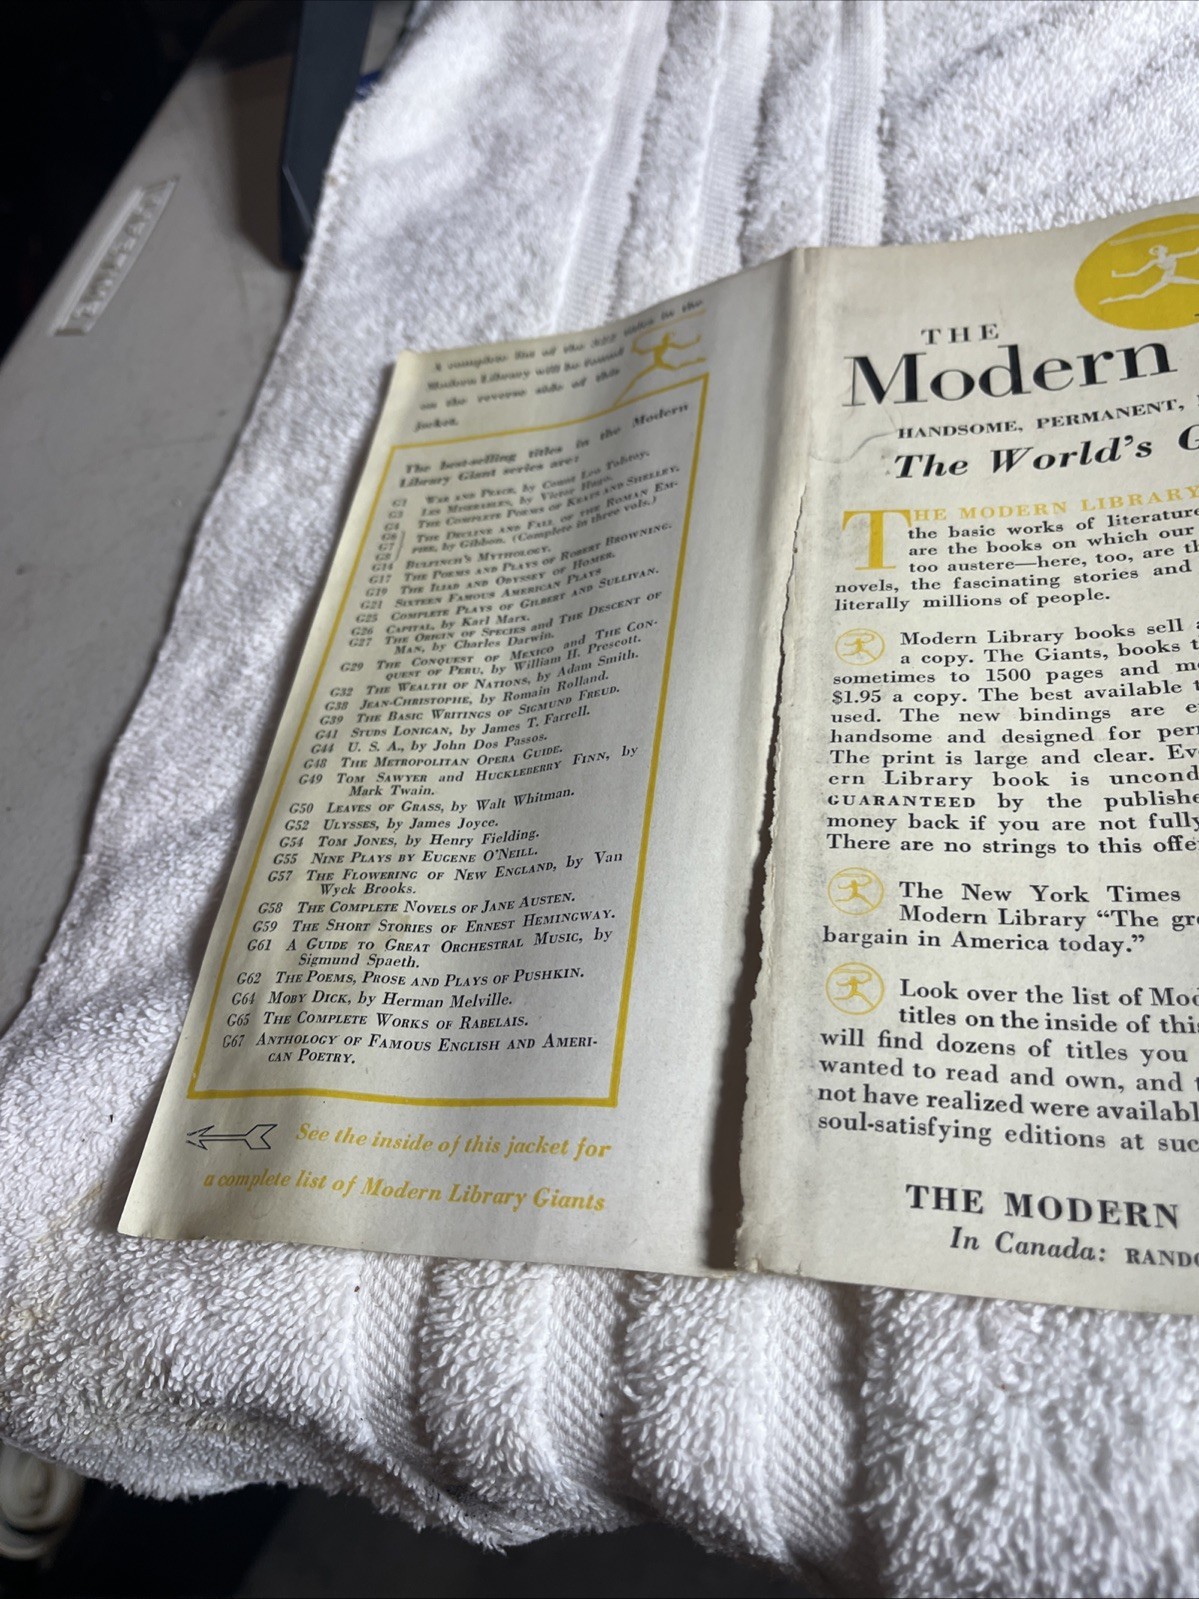 A complete list of the 322 titles in the
Modern Library will be found
on the reverse side of this
jacket.
The best-selling titles in the Modern
Library Giant series are:
G1 WAR AND PEACE, by Count Leo Tolstoy.
G3 LES MISERABLES, by Victor Hugo.
G4 THE COMPLETE POEMS OF KEATS AND SHELLEY.
G6 THE DECLINE AND FALL OF THE ROMAN EM-
G7 PIRE, by Gibbon. (Complete in three vols.)
G8
G14 BULFINCH'S MYTHOLOGY.
G17 THE POEMS AND PLAYS OF ROBERT BROWNING.
G19 THE ILIAD AND ODYSSEY OF HOMER.
G21 SIXTEEN FAMOUS AMERICAN PLAYS
G25 COMPLETE PLAYS OF GILBERT AND SULLIVAN.
G26 CAPITAL, by Karl Marx.
G27 THE ORIGIN OF SPECIES and THE DESCENT OF
MAN, by Charles Darwin.
G29 THE CONQUEST OF MEXICO and THE CON-
QUEST OF PERU, by William H. Prescott.
G32 THE WEALTH OF NATIONS, by Adam Smith.
G38 JEAN-CHRISTOPHE, by Romain Rolland.
G39 THE BASIC WRITINGS OF SIGMUND FREUD.
G41 STUDS LONIGAN, by James T. Farrell.
G44 U. S. A., by John Dos Passos.
G48 THE METROPOLITAN OPERA GUIDE.
G49 TOM SAWYER and HUCKLEBERRY FINN, by
Mark Twain.
G50 LEAVES OF GRASS, by Walt Whitman.
G52 ULYSSES, by James Joyce.
G54 TOM JONES, by Henry Fielding.
G55 NINE PLAYS BY EUGENE O'NEILL.
G57 THE FLOWERING OF NEW ENGLAND, by Van
Wyck Brooks.
G58 THE COMPLETE NOVELS OF JANE AUSTEN.
G59 THE SHORT STORIES OF ERNEST HEMINGWAY.
G61 A GUIDE TO GREAT ORCHESTRAL MUSIC, by
Sigmund Spaeth.
G62 THE POEMS, PROSE AND PLAYS OF PUSHKIN.
G64 MOBY DICK, by Herman Melville.
G65 THE COMPLETE WORKS OF RABELAIS.
G67 ANTHOLOGY OF FAMOUS ENGLISH AND AMERI-
CAN POETRY.
See the inside of this jacket for
a complete list of Modern Library Giants
THE
Modern
HANDSOME, PERMANENT,
The World's G
THE MODERN LIBRARY
the basic works of literature
are the books on which our
too austere—here, too, are th
novels, the fascinating stories and
literally millions of people.
Modern Library books sell a
a copy. The Giants, books t
sometimes to 1500 pages and mo
$1.95 a copy. The best available t
used. The new bindings are e
handsome and designed for per
The print is large and clear. Ev
ern Library book is uncond
GUARANTEED by the publishe
money back if you are not fully
There are no strings to this offe
The New York Times
Modern Library “The gre
bargain in America today.”
Look over the list of Mod
titles on the inside of this
will find dozens of titles you
wanted to read and own, and t
not have realized were availabl
soul-satisfying editions at suc
THE MODERN
In Canada: RANDO